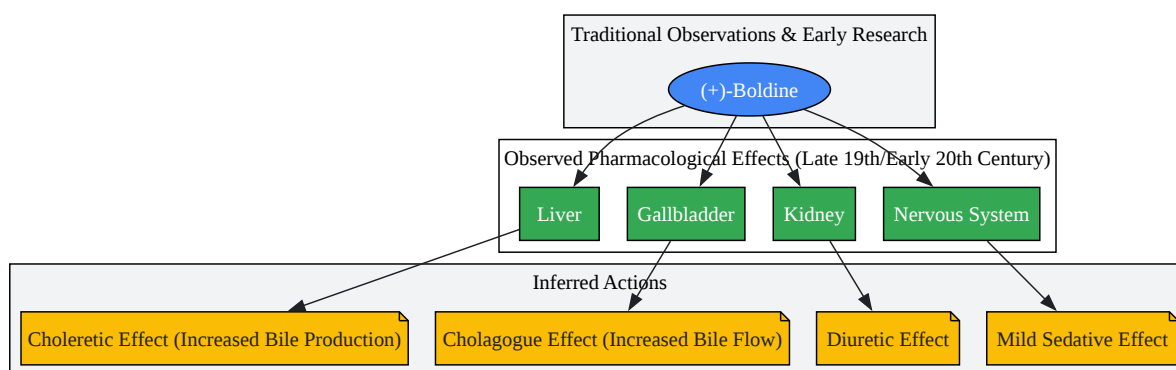 Traditional Observations & Early Research
(+)-Boldine
Observed Pharmacological Effects (Late 19th/Early 20th Century)
Liver
Gallbladder
Kidney
Nervous System
Inferred Actions
Choleretic Effect (Increased Bile Production)
Cholagogue Effect (Increased Bile Flow)
Diuretic Effect
Mild Sedative Effect